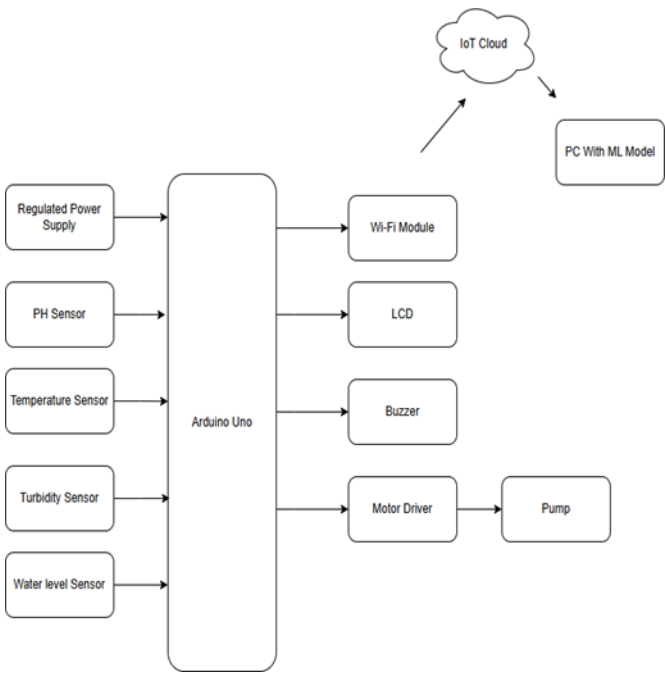 IoT Cloud
PC With ML Model
Regulated Power
Supply
Wi-Fi Module
PH Sensor
LCD
Temperature Sensor
Arduino Uno
Buzzer
Turbidity Sensor
Motor Driver
Pump
Water level Sensor